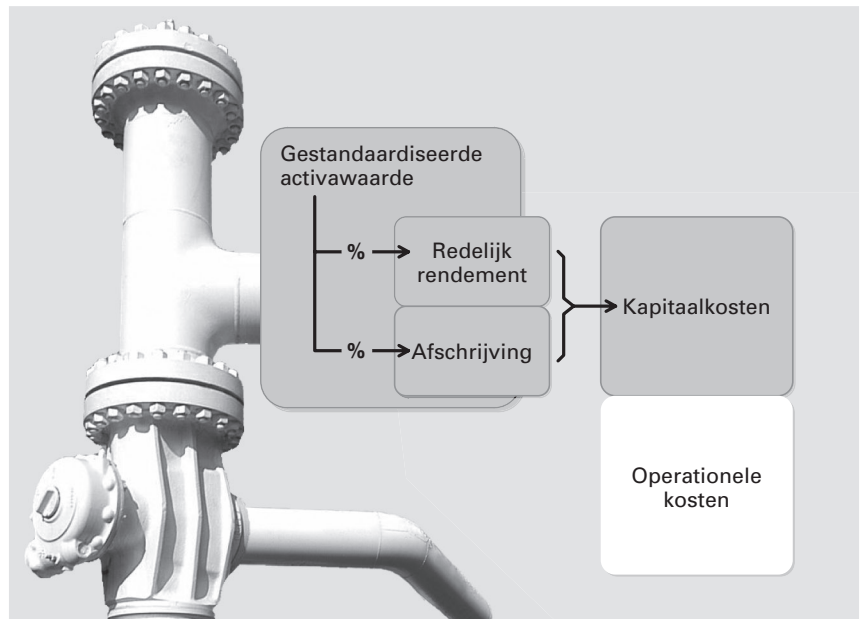 Gestandaardiseerde
activawaarde
%
Redelijk
rendement
%
Afschrijving
Kapitaalkosten
Operationele
kosten